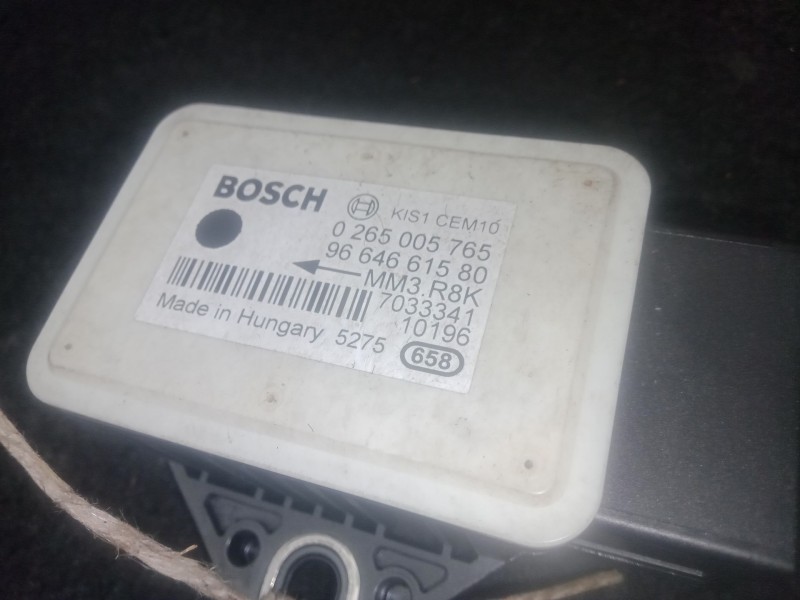 BOSCH KIS1 CEM10
0 265 005 765
96 646 615 80
MM3.R8K
7033341
10196
Made in Hungary 5275 658